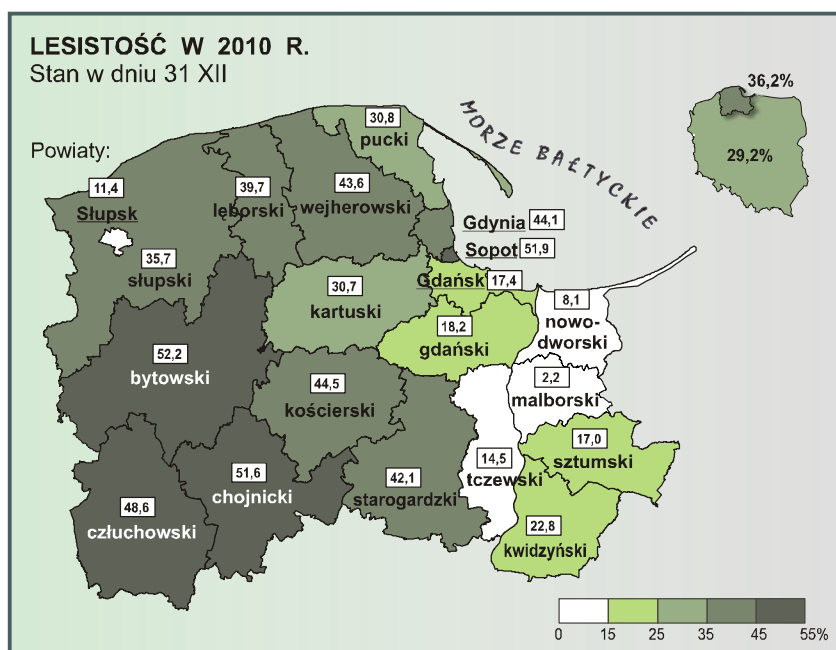 LESISTOŚĆ W 2010 R.
Stan w dniu 31 XII
Powiaty:
36,2%
29,2%
MORZE BAŁTYCKIE
30,8
pucki
11,4
Słupsk
39,7
lęborski
43,6
wejherowski
Gdynia 44,1
Sopot 51,9
35,7
słupski
Gdańsk 17,4
30,7
kartuski
8,1
nowo-
dworski
18,2
gdański
52,2
bytowski
2,2
malborski
44,5
kościerski
17,0
sztumski
14,5
tczewski
51,6
chojnicki
42,1
starogardzki
48,6
człuchowski
22,8
kwidzyński
0 15 25 35 45 55%